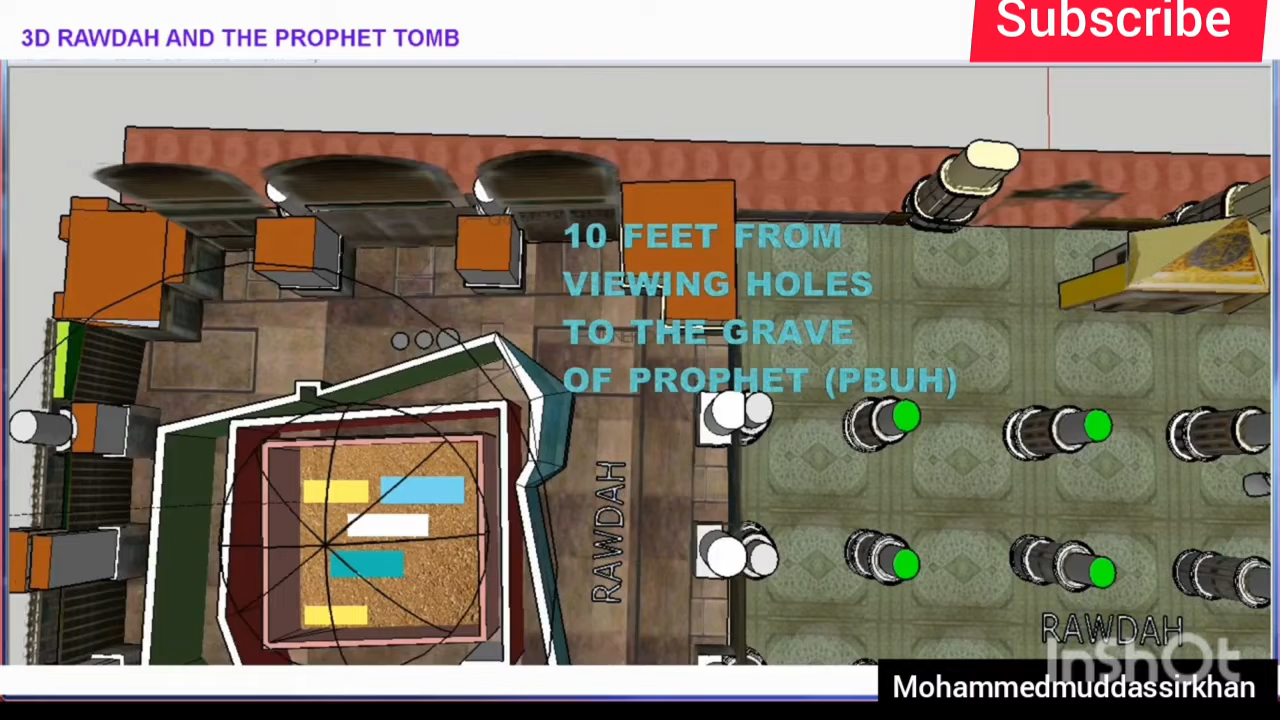 Subscribe
3D RAWDAH AND THE PROPHET TOMB
10 FEET FROM
VIEWING HOLES
TO THE GRAVE
OF PROPHET (PBUH)
RAWDAH
RAWDAH
InShOt
Mohammedmuddassirkhan